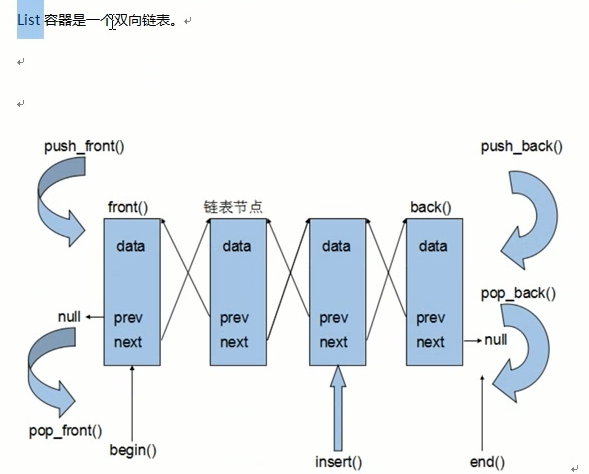 List 容器是一个双向链表。
push_front()
push_back()
front()
链表节点
back()
data
data
data
data
pop_back()
null
prev
prev
prev
prev
next
next
next
next
null
pop_front()
begin()
insert()
end()